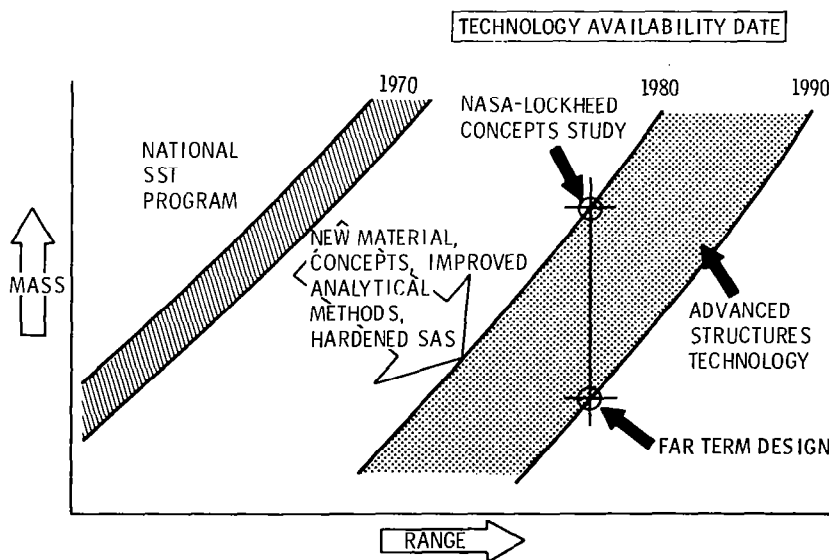 TECHNOLOGY AVAILABILITY DATE
1970
1980
1990
NASA-LOCKHEED
CONCEPTS STUDY
NATIONAL
SST
PROGRAM
NEW MATERIAL,
CONCEPTS, IMPROVED
ANALYTICAL
METHODS,
HARDENED SAS
MASS
ADVANCED
STRUCTURES
TECHNOLOGY
FAR TERM DESIGN
RANGE